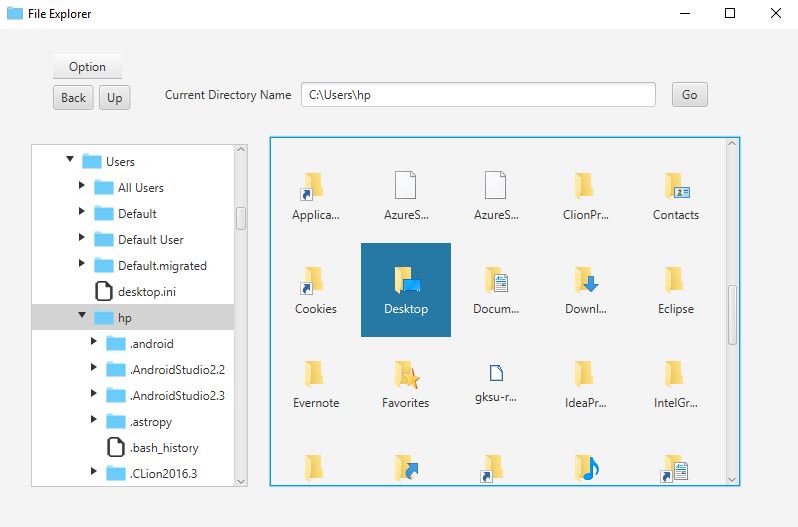 File Explorer
Option
Back
Up
Current Directory Name
C:\Users\hp
Go
Users
All Users
Default
Default User
Default.migrated
desktop.ini
hp
.android
.AndroidStudio2.2
.AndroidStudio2.3
.astropy
.bash_history
.CLion2016.3
Applica...
AzureS...
AzureS...
ClionPr...
Contacts
Cookies
Desktop
Docum...
Downl...
Eclipse
Evernote
Favorites
gksu-r...
IdeaPr...
IntelGr...